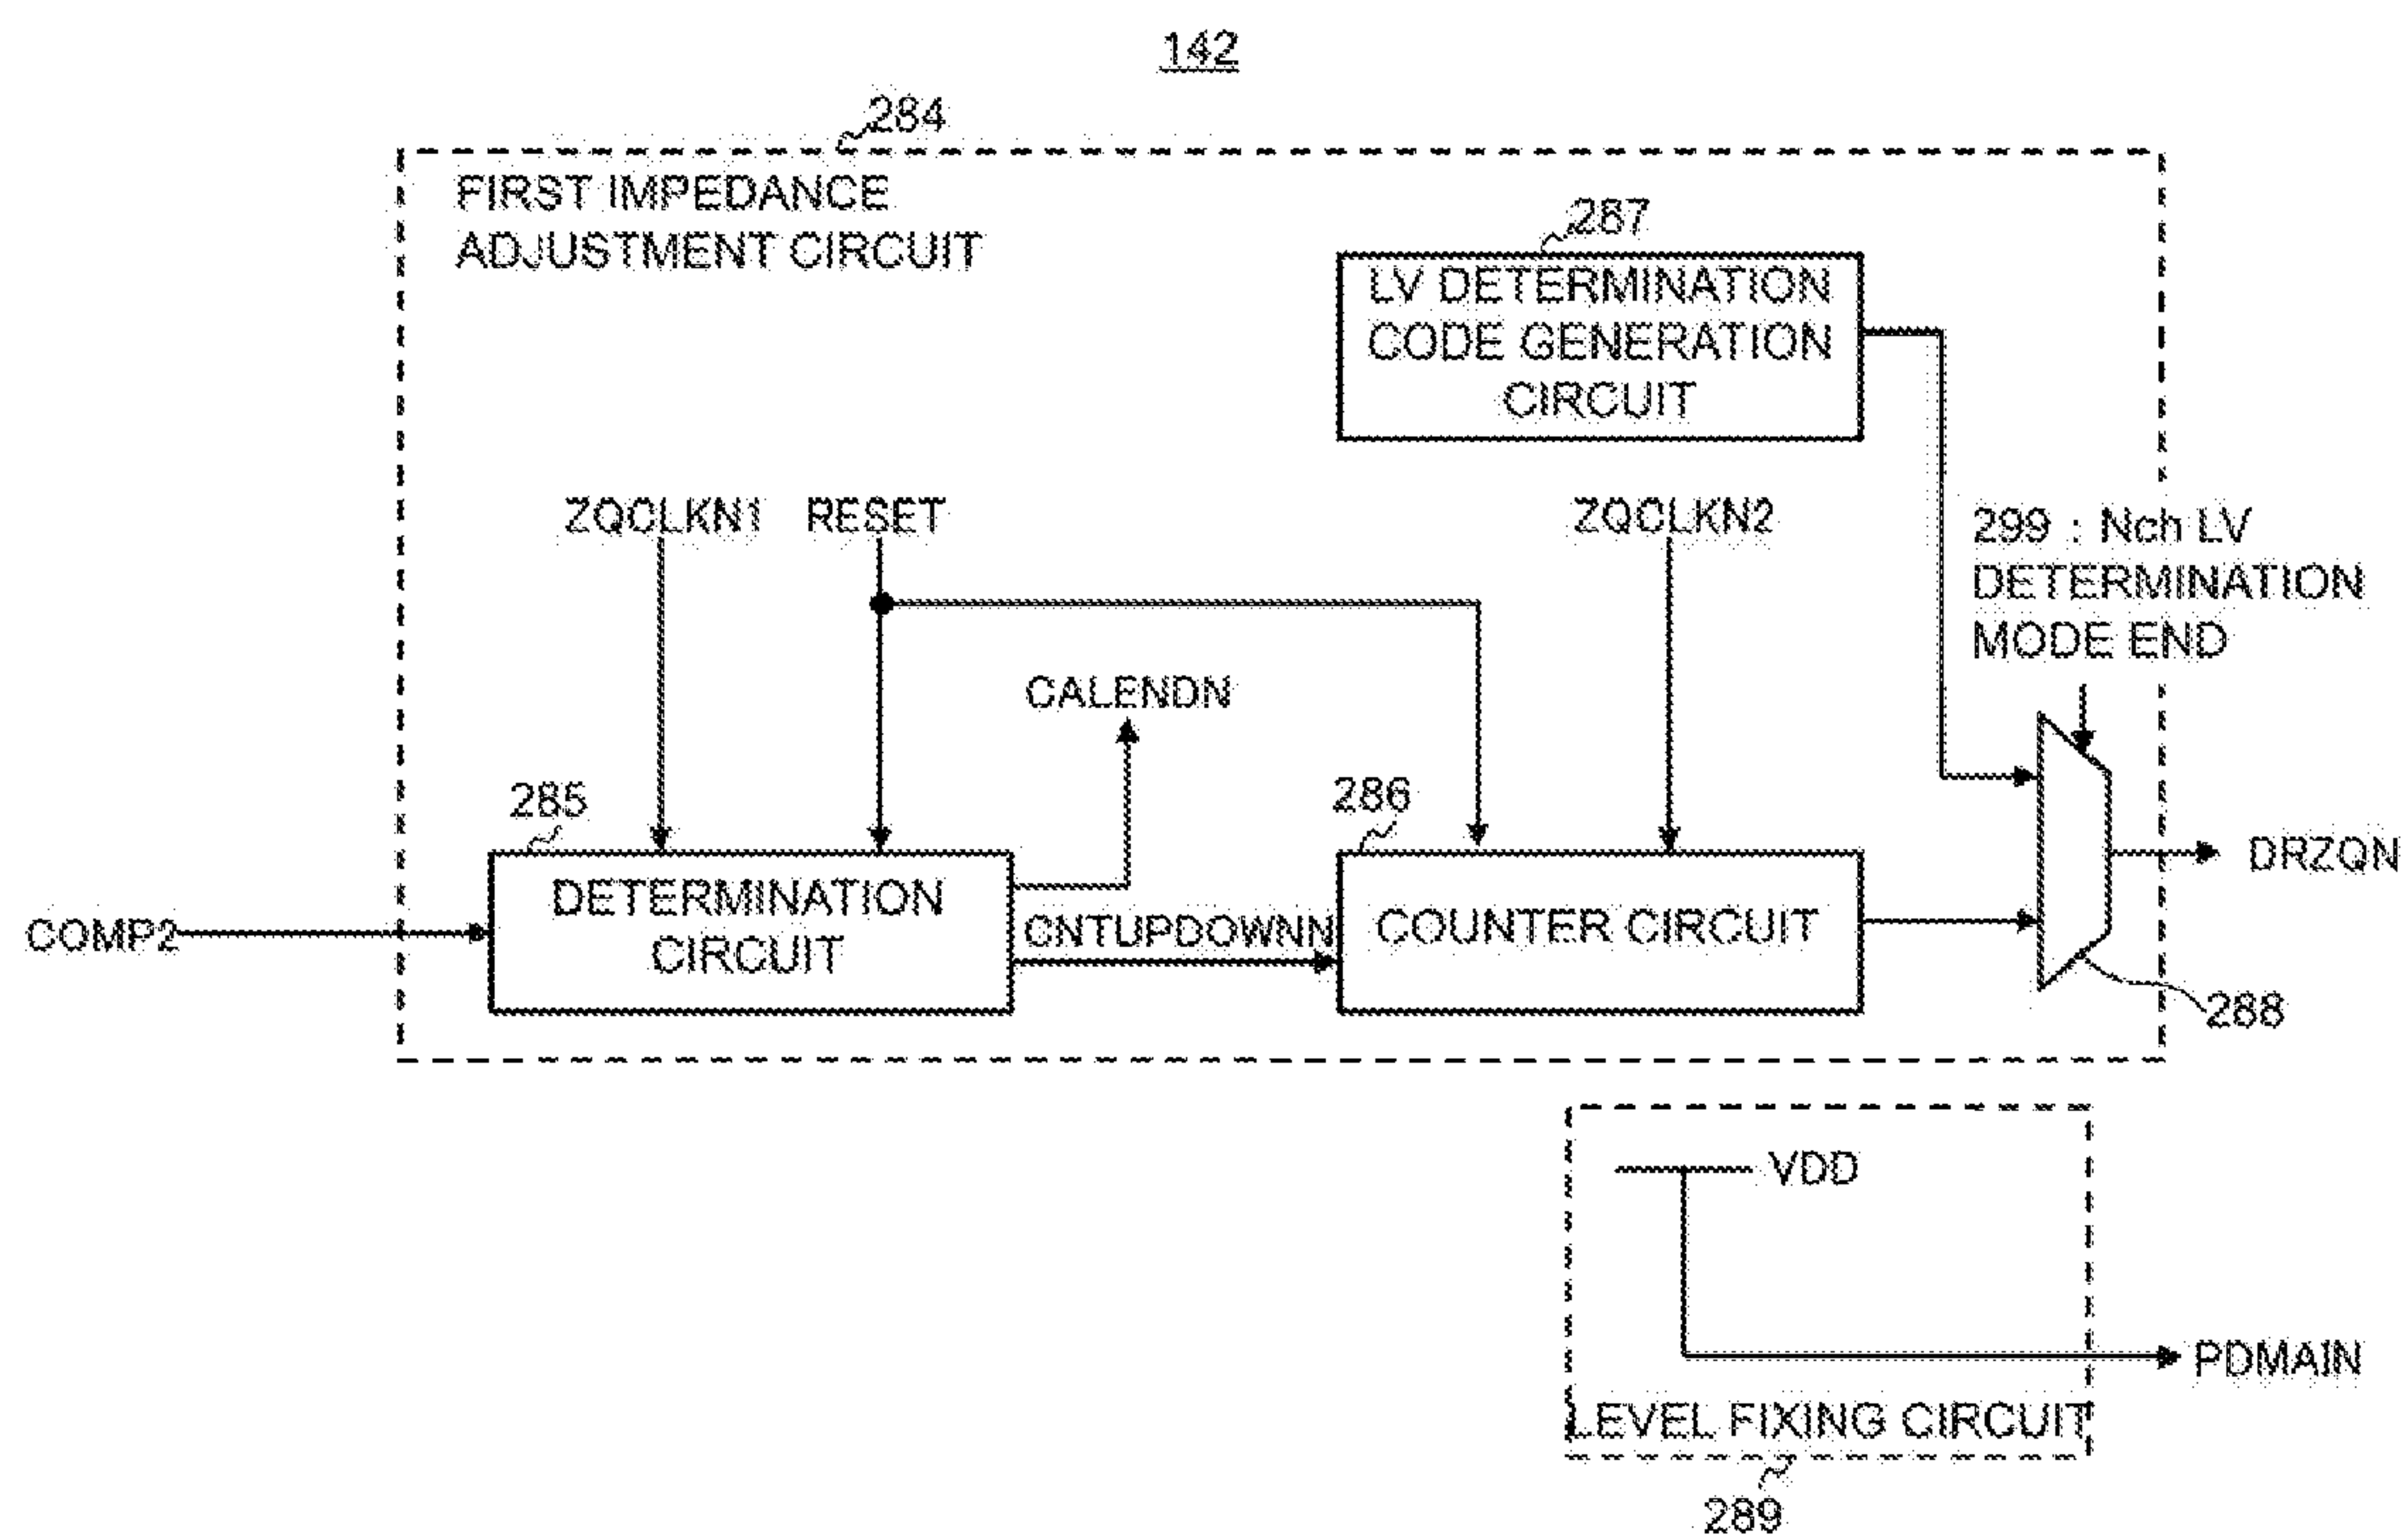 142
284
FIRST IMPEDANCE
ADJUSTMENT CIRCUIT
287
LV DETERMINATION
CODE GENERATION
CIRCUIT
ZQCLKN1
RESET
ZQCLKN2
299 : Nch LV
DETERMINATION
MODE END
CALENDN
285
286
COMP2
DETERMINATION
CIRCUIT
CNTUPDOWNN
COUNTER CIRCUIT
DRZQN
288
VDD
PDMAIN
LEVEL FIXING CIRCUIT
289